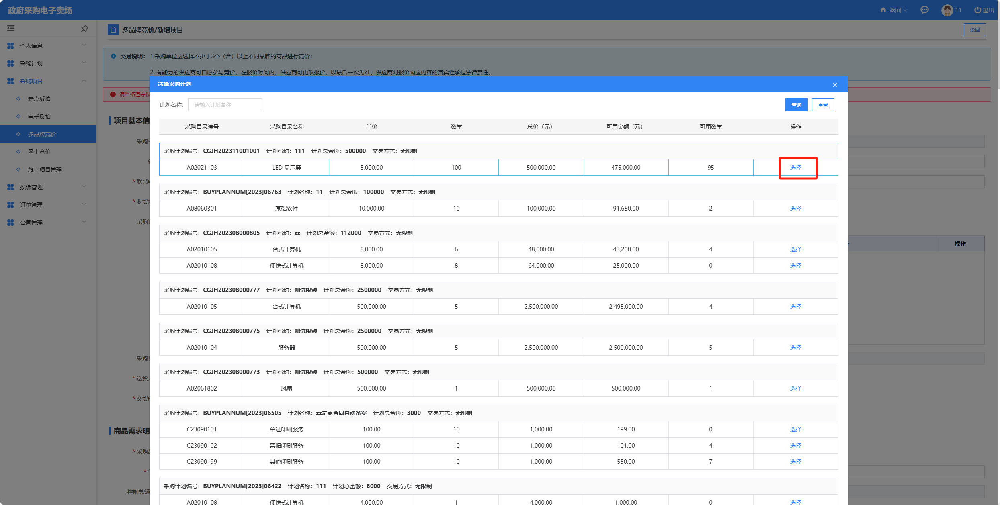 政府采购电子卖场
返回
11
退出
多品牌竞价/新增项目
返回
个人信息
采购计划
采购项目
定点反拍
电子反拍
多品牌竞价
网上竞价
终止项目管理
投诉管理
订单管理
合同管理
交易说明： 1.采购单位应选择不少于3个（含）以上不同品牌的商品进行竞价；
2. 有能力的供应商可自愿参与竞价，在报价时间内，供应商可更改报价，以最后一次为准。供应商对报价响应内容的真实性承担法律责任。
请严格遵守保
项目基本信
采购
* 联系
* 收货
采购
操作
采购
* 送货
* 交货
商品需求明
* 采购
*
控制总额
选择采购计划
计划名称: 请输入计划名称 查询 重置
采购目录编号 采购目录名称 单价 数量 总价（元） 可用金额（元） 可用数量 操作
采购计划编号：CGJH202311001001 计划名称：111 计划总金额：500000 交易方式：无限制
A02021103 LED 显示屏 5,000.00 100 500,000.00 475,000.00 95 选择
采购计划编号：BUYPLANNUM[2023]06763 计划名称：11 计划总金额：100000 交易方式：无限制
A08060301 基础软件 10,000.00 10 100,000.00 91,650.00 2 选择
采购计划编号：CGJH202308000805 计划名称：zz 计划总金额：112000 交易方式：无限制
A02010105 台式计算机 8,000.00 6 48,000.00 43,200.00 4 选择
A02010108 便携式计算机 8,000.00 8 64,000.00 25,000.00 0 选择
采购计划编号：CGJH202308000777 计划名称：测试限额 计划总金额：2500000 交易方式：无限制
A02010105 台式计算机 500,000.00 5 2,500,000.00 2,495,000.00 4 选择
采购计划编号：CGJH202308000775 计划名称：测试限额 计划总金额：2500000 交易方式：无限制
A02010104 服务器 500,000.00 5 2,500,000.00 2,500,000.00 5 选择
采购计划编号：CGJH202308000773 计划名称：测试限额 计划总金额：500000 交易方式：无限制
A02061802 风扇 500,000.00 1 500,000.00 500,000.00 1 选择
采购计划编号：BUYPLANNUM[2023]06505 计划名称：zz定点合同自动备案 计划总金额：3000 交易方式：无限制
C23090101 单证印刷服务 100.00 10 1,000.00 199.00 0 选择
C23090102 票据印刷服务 100.00 10 1,000.00 101.00 4 选择
C23090199 其他印刷服务 100.00 10 1,000.00 550.00 7 选择
采购计划编号：BUYPLANNUM[2023]06422 计划名称：111 计划总金额：8000 交易方式：无限制
A02010108 便携式计算机 4,000.00 1 4,000.00 1,000.00 0 选择